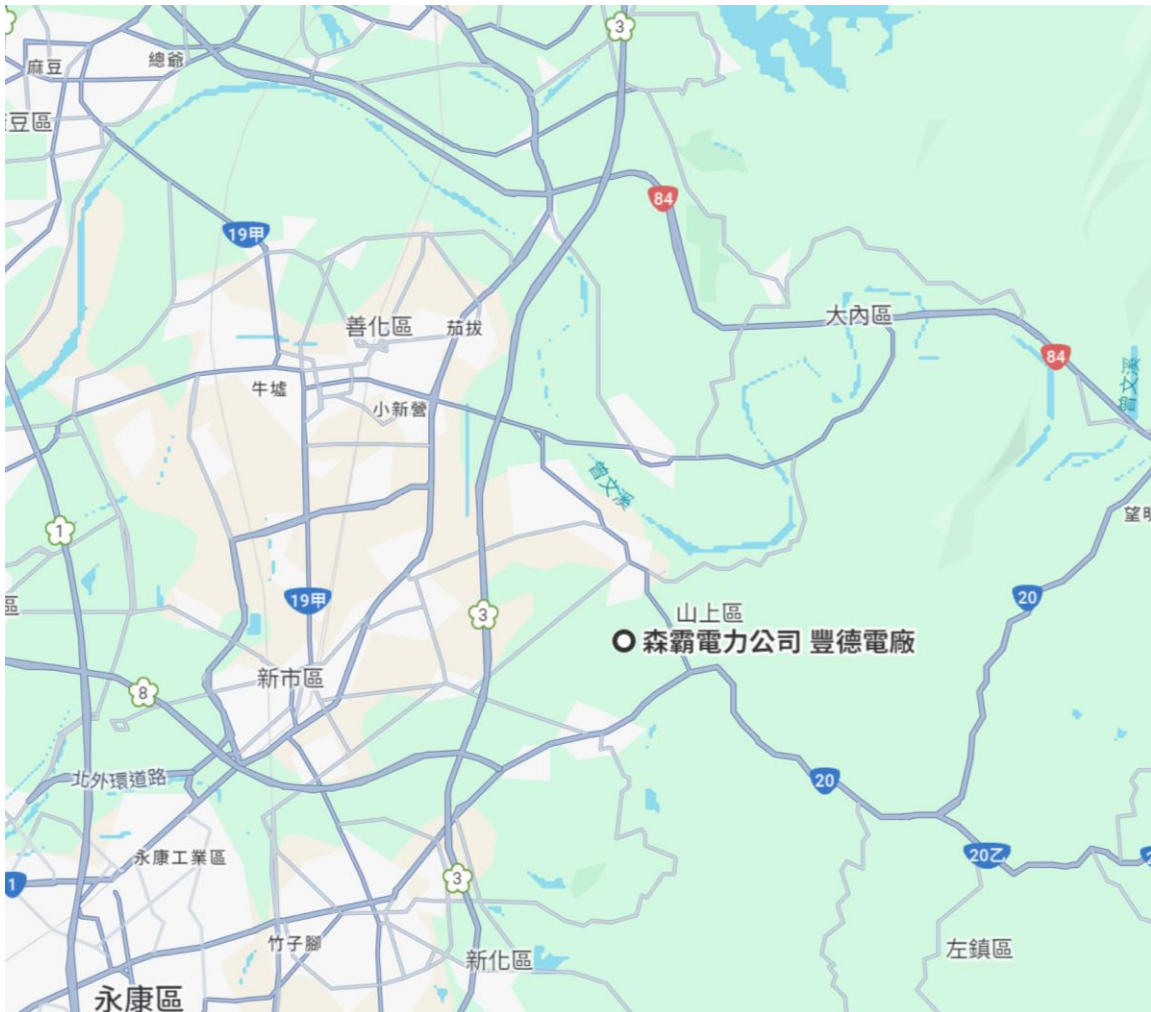 3
總爺
麻豆
豆區
84
19甲
大內區
善化區
茄拔
84
曾文溪
牛墟
小新營
曾文溪
1
20
19甲
3
山上區
森霸電力公司 豐德電廠
新市區
8
北外環道路
20
永康工業區
20乙
1
3
竹子腳
新化區
左鎮區
永康區